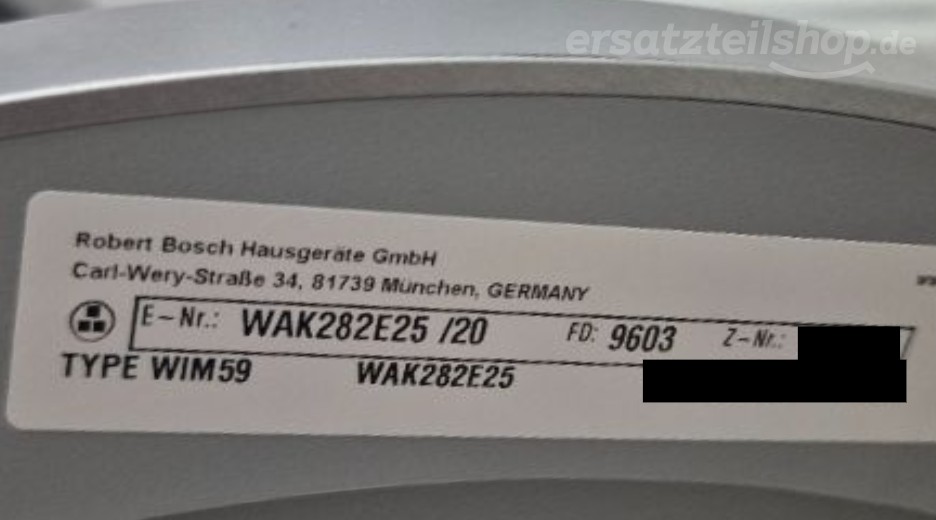 ersatzteilshop.de
Robert Bosch Hausgeräte GmbH
Carl-Wery-Straße 34, 81739 München, GERMANY
E-Nr.: WAK282E25 /20 FD: 9603 Z-Nr.:
TYPE WIM59 WAK282E25